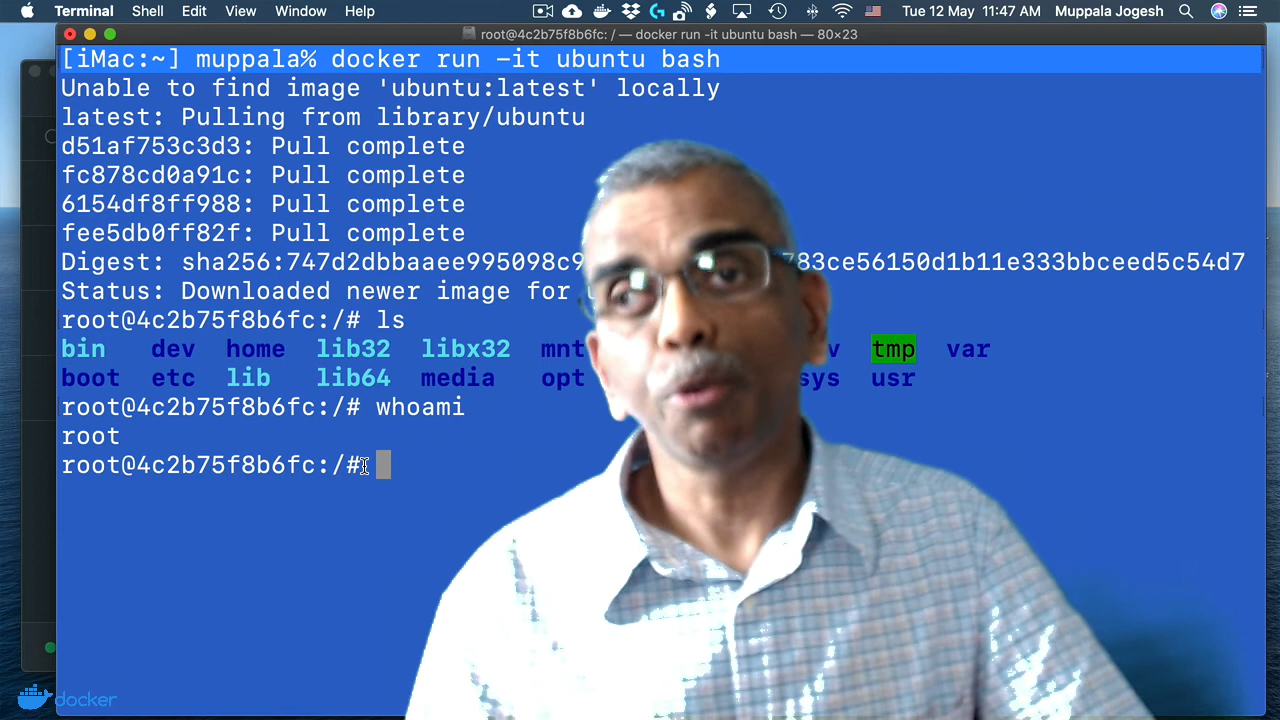 Terminal Shell Edit View Window Help Tue 12 May 11:47 AM Muppala Jogesh
root@4c2b75f8b6fc: / — docker run -it ubuntu bash — 80×23
[iMac:~] muppala% docker run -it ubuntu bash
Unable to find image 'ubuntu:latest' locally
latest: Pulling from library/ubuntu
d51af753c3d3: Pull complete
fc878cd0a91c: Pull complete
6154df8ff988: Pull complete
fee5db0ff82f: Pull complete
Digest: sha256:747d2dbbaaee995098c9 783ce56150d1b11e333bbceed5c54d7
Status: Downloaded newer image for
root@4c2b75f8b6fc:/# ls
bin dev home lib32 libx32 mnt tmp var
boot etc lib lib64 media opt sys usr
root@4c2b75f8b6fc:/# whoami
root
root@4c2b75f8b6fc:/#
docker